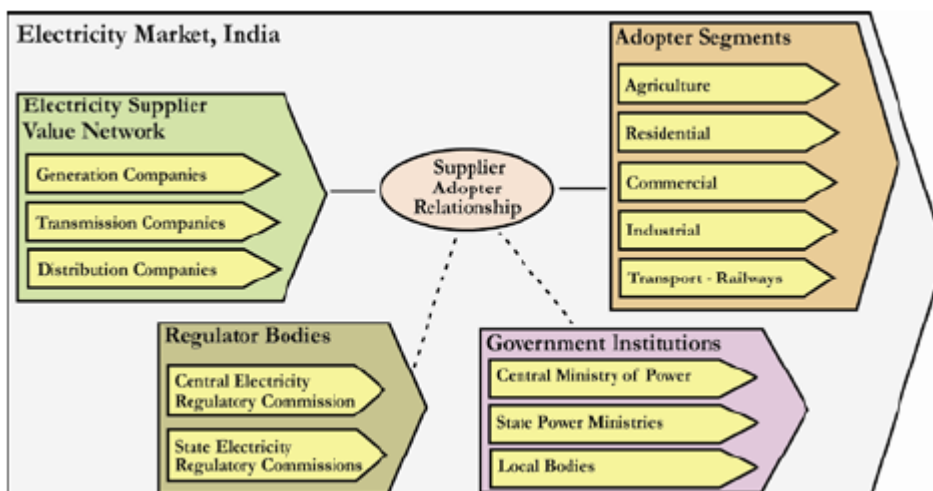 Electricity Market, India
Electricity Supplier
Value Network
Generation Companies
Transmission Companies
Distribution Companies
Supplier
Adopter
Relationship
Adopter Segments
Agriculture
Residential
Commercial
Industrial
Transport - Railways
Regulator Bodies
Central Electricity
Regulatory Commission
State Electricity
Regulatory Commissions
Government Institutions
Central Ministry of Power
State Power Ministries
Local Bodies